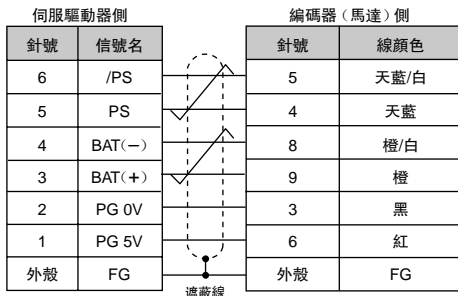 伺服驅動器側 編碼器（馬達）側
針號 信號名 針號 線顏色
6 /PS 5 天藍/白
5 PS 4 天藍
4 BAT(－) 8 橙/白
3 BAT(＋) 9 橙
2 PG 0V 3 黑
1 PG 5V 6 紅
外殼 FG 外殼 FG
遮蔽線